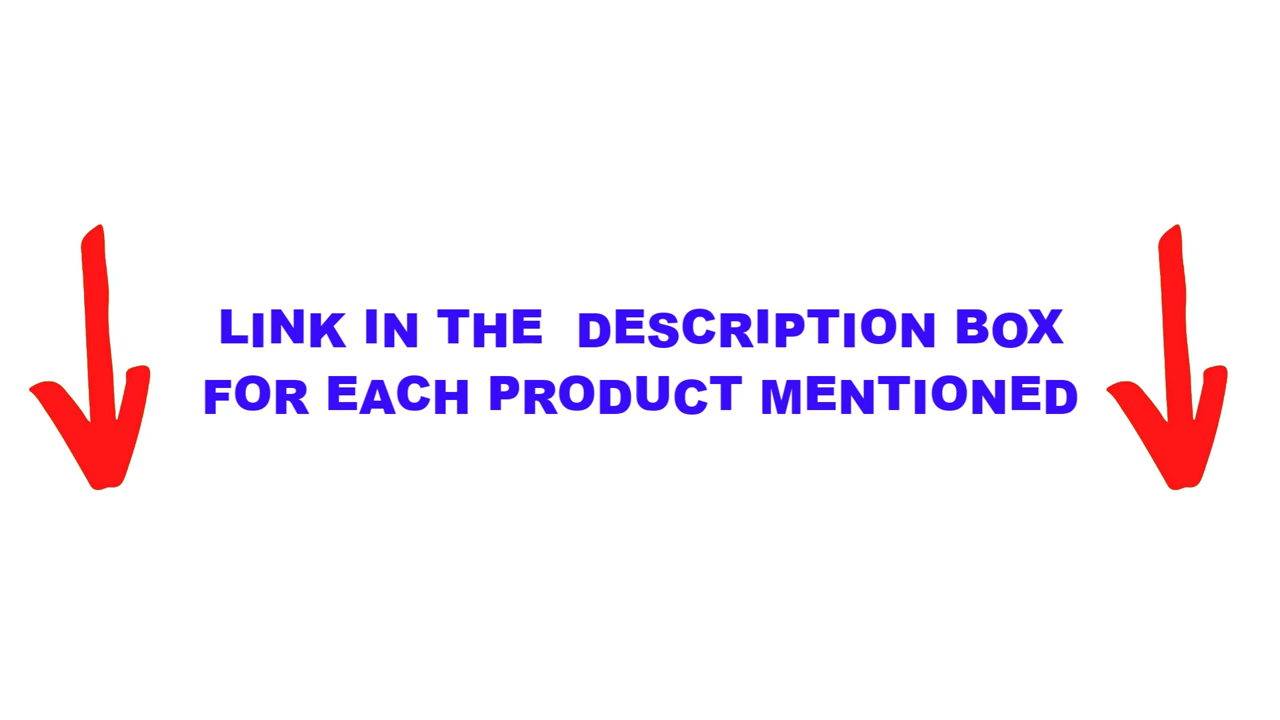 LINK IN THE  DESCRIPTION BOX
FOR EACH PRODUCT MENTIONED